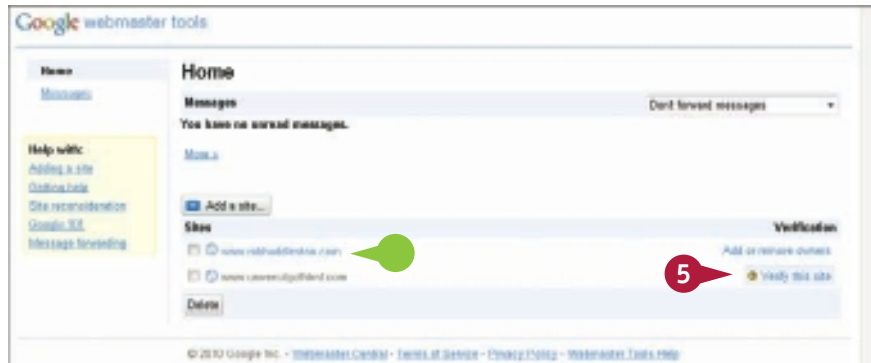 Google webmaster tools
Home
Messages
Help with:
Adding a site
Getting help
Site reconsideration
Google 101
Message forwarding
Home
Messages
Don't forward messages
You have no unread messages.
More »
Add a site...
Sites
Verification
Add or remove owners
5
Verify this site
Delete
© 2010 Google Inc. - Webmaster Central - Terms of Service - Privacy Policy - Webmaster Tools Help